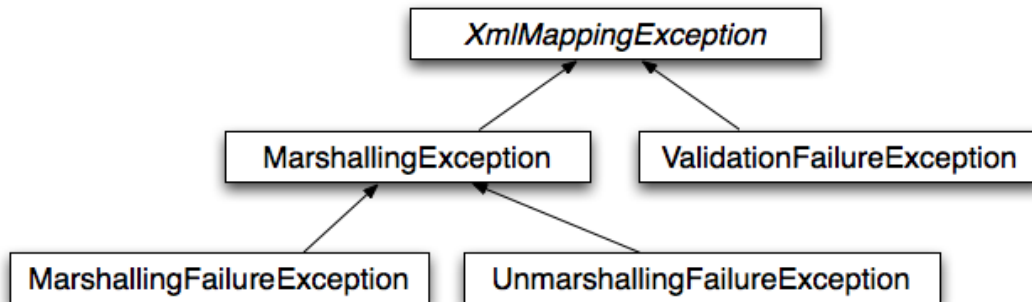 XmlMappingException
MarshallingException
ValidationFailureException
MarshallingFailureException
UnmarshallingFailureException